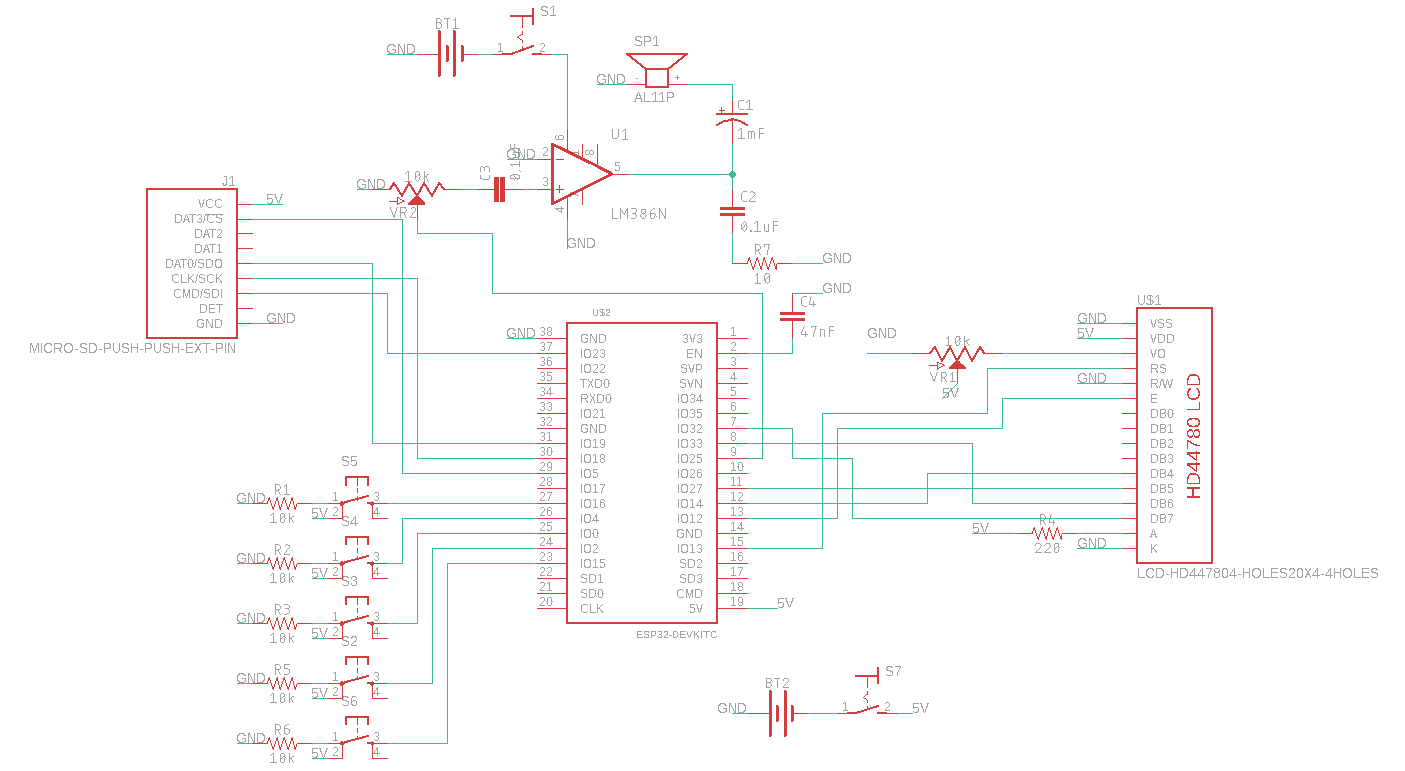 BT1
S1
GND
1
2
SP1
GND
-
+
AL11P
C1
+
1mF
U1
6
GND
2
1
8
5
3
4
7
C3
0.1uF
LM386N
GND
GND
10k
VR2
C2
0.1uF
R7
10
GND
J1
VCC
5V
DAT3/CS
DAT2
DAT1
DAT0/SDO
CLK/SCK
CMD/SDI
DET
GND
GND
MICRO-SD-PUSH-PUSH-EXT-PIN
GND
C4
47nF
U$2
GND
38 GND 3V3 1
37 IO23 EN 2
36 IO22 SVP 3
35 TXD0 SVN 4
34 RXD0 IO34 5
33 IO21 IO35 6
32 GND IO32 7
31 IO19 IO33 8
30 IO18 IO25 9
29 IO5 IO26 10
28 IO17 IO27 11
27 IO16 IO14 12
26 IO4 IO12 13
25 IO0 GND 14
24 IO2 IO13 15
23 IO15 SD2 16
22 SD1 SD3 17
21 SD0 CMD 18
20 CLK 5V 19
5V
ESP32-DEVKITC
GND
10k
VR1
5V
U$1
GND VSS
5V VDD
VO
RS
GND R/W
E
DB0
DB1
DB2
DB3
DB4
DB5
DB6
DB7
A
GND K
HD44780 LCD
5V
R4
220
LCD-HD447804-HOLES20X4-4HOLES
S5
GND R1 1 3
10k 5V 2 4
S4
GND R2 1 3
10k 5V 2 4
S3
GND R3 1 3
10k 5V 2 4
S2
GND R5 1 3
10k 5V 2 4
S6
GND R6 1 3
10k 5V 2 4
BT2
S7
GND
1
2
5V